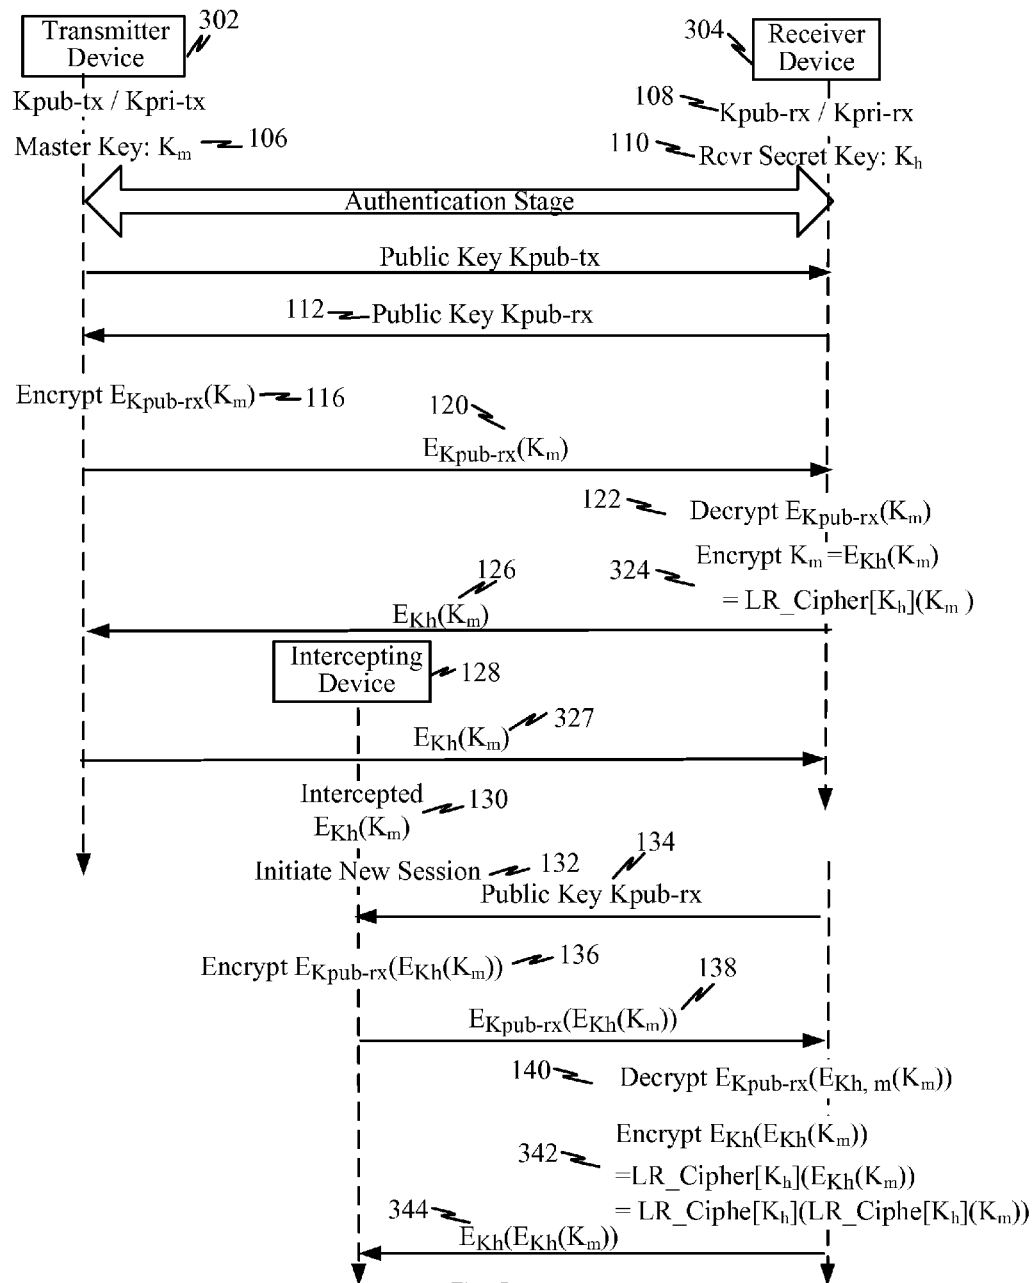 Transmitter
Device
302
304
Receiver
Device
Kpub-tx / Kpri-tx
108
Kpub-rx / Kpri-rx
Master Key: Km
106
110
Rcvr Secret Key: Kh
Authentication Stage
Public Key Kpub-tx
112
Public Key Kpub-rx
Encrypt EKpub-rx(Km)
116
120
EKpub-rx(Km)
122
Decrypt EKpub-rx(Km)
Encrypt Km =EKh(Km)
324
= LR_Cipher[Kh](Km )
126
EKh(Km)
Intercepting
Device
128
327
EKh(Km)
Intercepted
EKh(Km)
130
134
Initiate New Session
132
Public Key Kpub-rx
Encrypt EKpub-rx(EKh(Km))
136
138
EKpub-rx(EKh(Km))
140
Decrypt EKpub-rx(EKh, m(Km))
Encrypt EKh(EKh(Km))
342
=LR_Cipher[Kh](EKh(Km))
= LR_Ciphe[Kh](LR_Ciphe[Kh](Km))
344
EKh(EKh(Km))